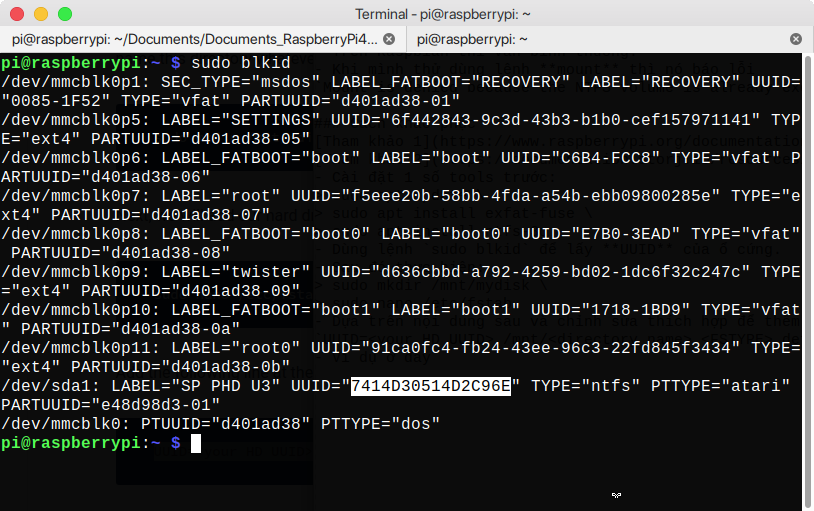 Terminal - pi@raspberrypi: ~
pi@raspberrypi: ~/Documents/Documents_RaspberryPi4...
pi@raspberrypi: ~
pi@raspberrypi:~ $ sudo blkid
/dev/mmcblk0p1: SEC_TYPE="msdos" LABEL_FATBOOT="RECOVERY" LABEL="RECOVERY" UUID=
"0085-1F52" TYPE="vfat" PARTUUID="d401ad38-01"
/dev/mmcblk0p5: LABEL="SETTINGS" UUID="6f442843-9c3d-43b3-b1b0-cef157971141" TYP
E="ext4" PARTUUID="d401ad38-05"
/dev/mmcblk0p6: LABEL_FATBOOT="boot" LABEL="boot" UUID="C6B4-FCC8" TYPE="vfat" P
ARTUUID="d401ad38-06"
/dev/mmcblk0p7: LABEL="root" UUID="f5eee20b-58bb-4fda-a54b-ebb09800285e" TYPE="e
xt4" PARTUUID="d401ad38-07"
/dev/mmcblk0p8: LABEL_FATBOOT="boot0" LABEL="boot0" UUID="E7B0-3EAD" TYPE="vfat"
 PARTUUID="d401ad38-08"
/dev/mmcblk0p9: LABEL="twister" UUID="d636cbbd-a792-4259-bd02-1dc6f32c247c" TYPE
="ext4" PARTUUID="d401ad38-09"
/dev/mmcblk0p10: LABEL_FATBOOT="boot1" LABEL="boot1" UUID="1718-1BD9" TYPE="vfat
" PARTUUID="d401ad38-0a"
/dev/mmcblk0p11: LABEL="root0" UUID="91ca0fc4-fb24-43ee-96c3-22fd845f3434" TYPE=
"ext4" PARTUUID="d401ad38-0b"
/dev/sda1: LABEL="SP PHD U3" UUID="7414D30514D2C96E" TYPE="ntfs" PTTYPE="atari"
PARTUUID="e48d98d3-01"
/dev/mmcblk0: PTUUID="d401ad38" PTTYPE="dos"
pi@raspberrypi:~ $